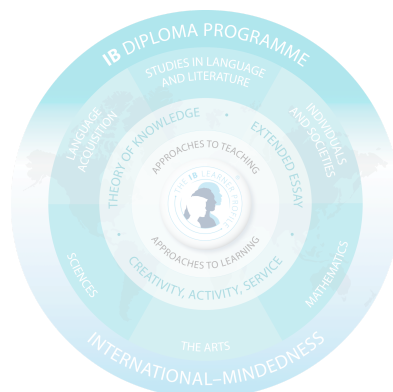 IB DIPLOMA PROGRAMME
STUDIES IN LANGUAGE
AND LITERATURE
LANGUAGE
ACQUISITION
INDIVIDUALS
AND SOCIETIES
THEORY OF KNOWLEDGE
EXTENDED ESSAY
APPROACHES TO TEACHING
THE IB LEARNER PROFILE
APPROACHES TO LEARNING
CREATIVITY, ACTIVITY, SERVICE
SCIENCES
MATHEMATICS
THE ARTS
INTERNATIONAL–MINDEDNESS